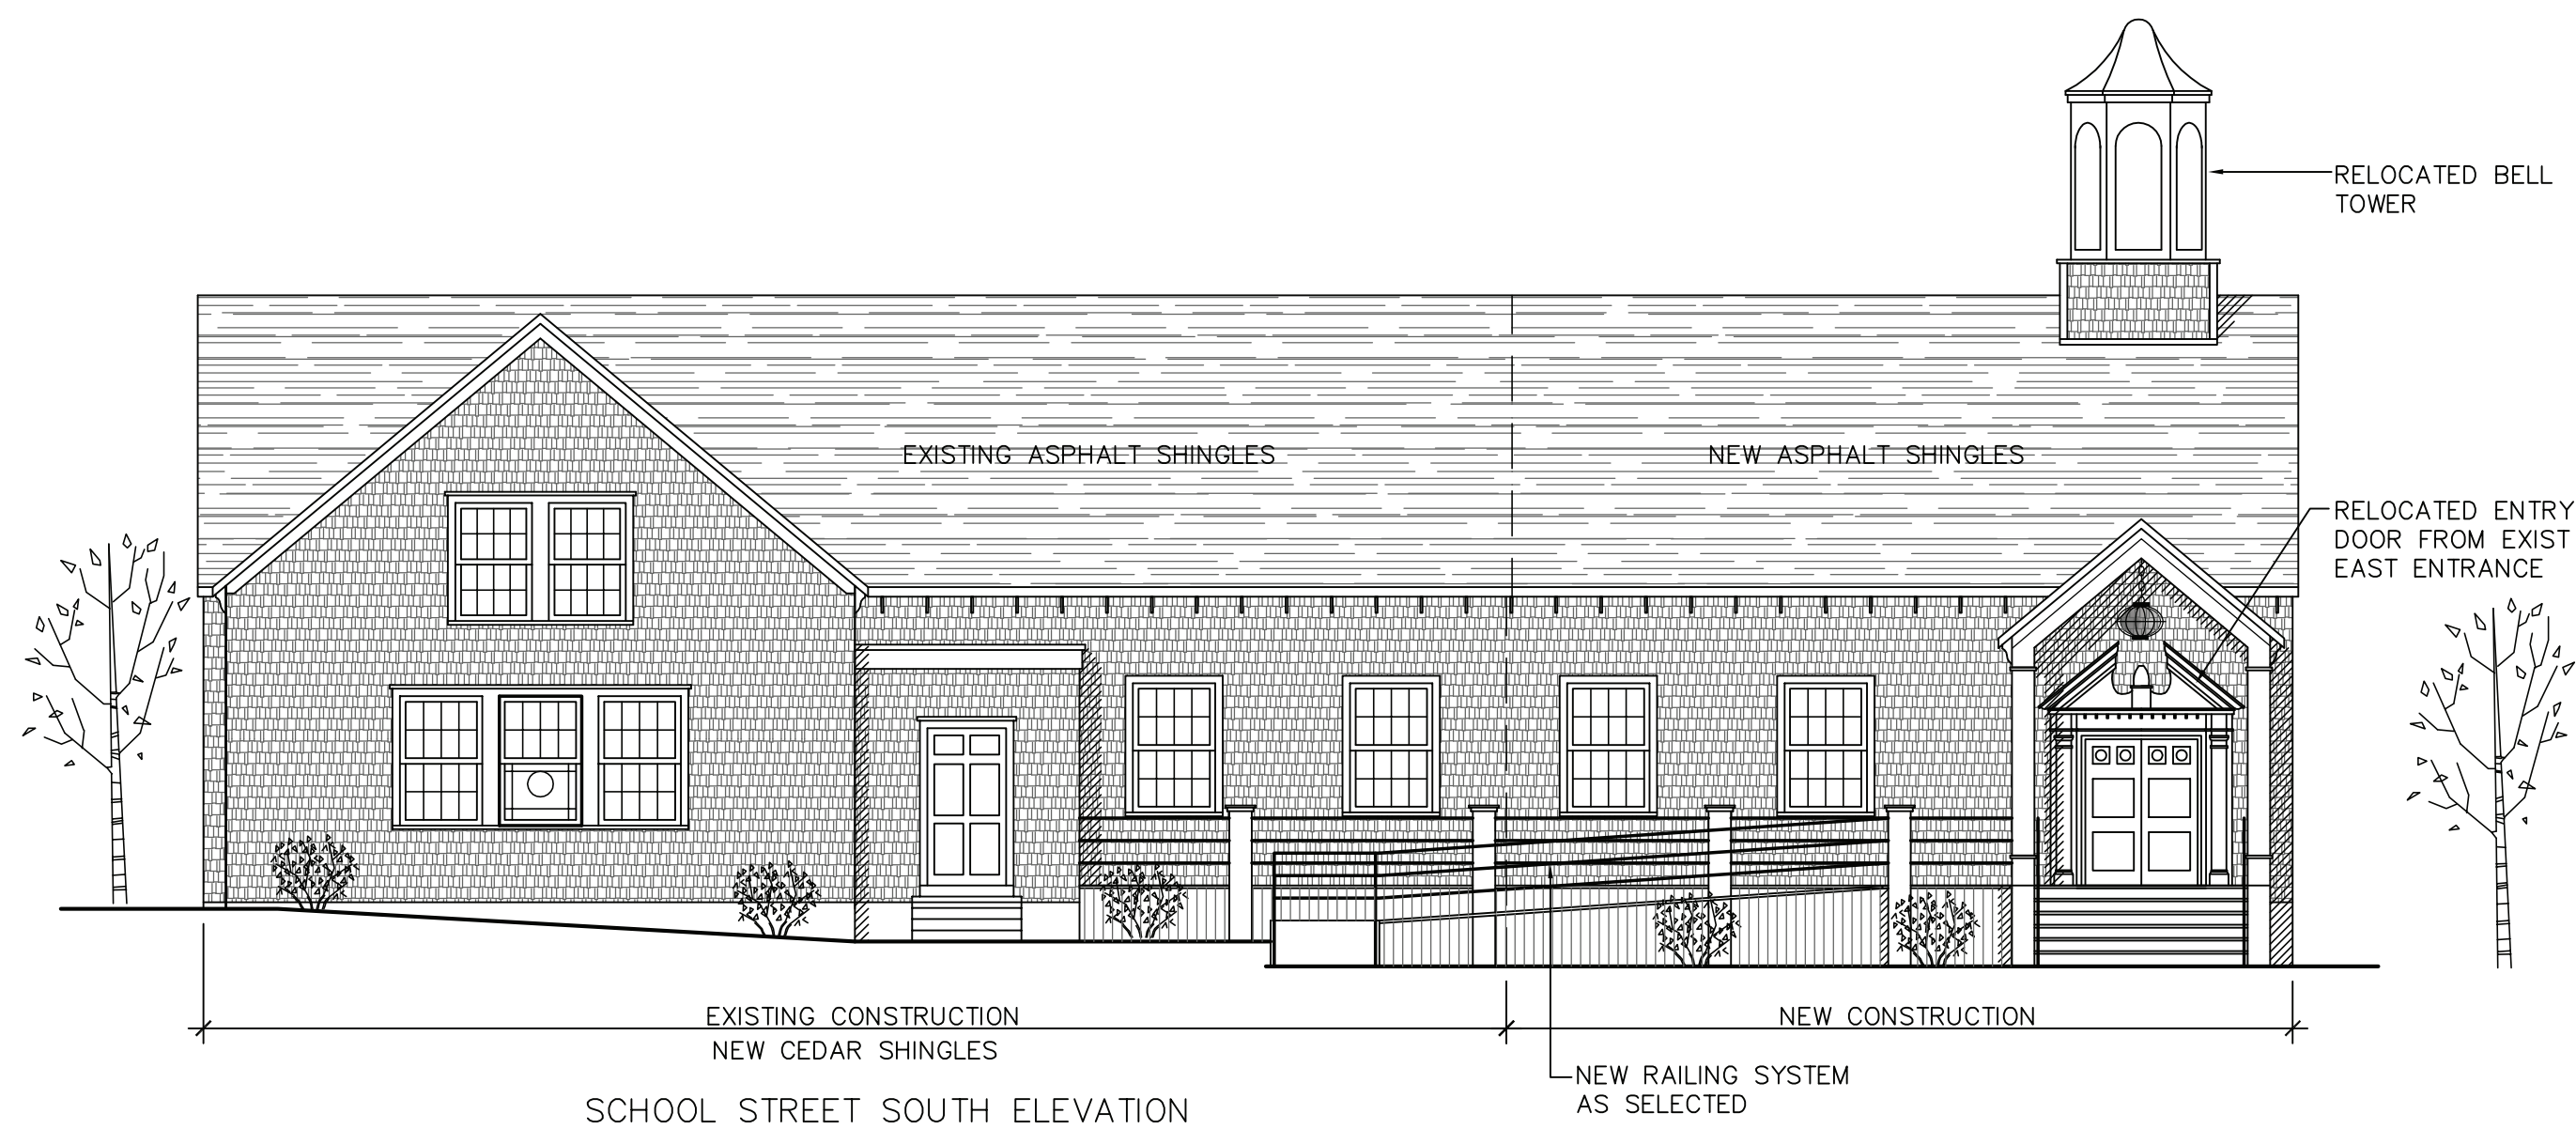 RELOCATED BELL
TOWER
EXISTING ASPHALT SHINGLES
NEW ASPHALT SHINGLES
RELOCATED ENTRY
DOOR FROM EXIST
EAST ENTRANCE
EXISTING CONSTRUCTION
NEW CEDAR SHINGLES
NEW CONSTRUCTION
NEW RAILING SYSTEM
AS SELECTED
SCHOOL STREET SOUTH ELEVATION